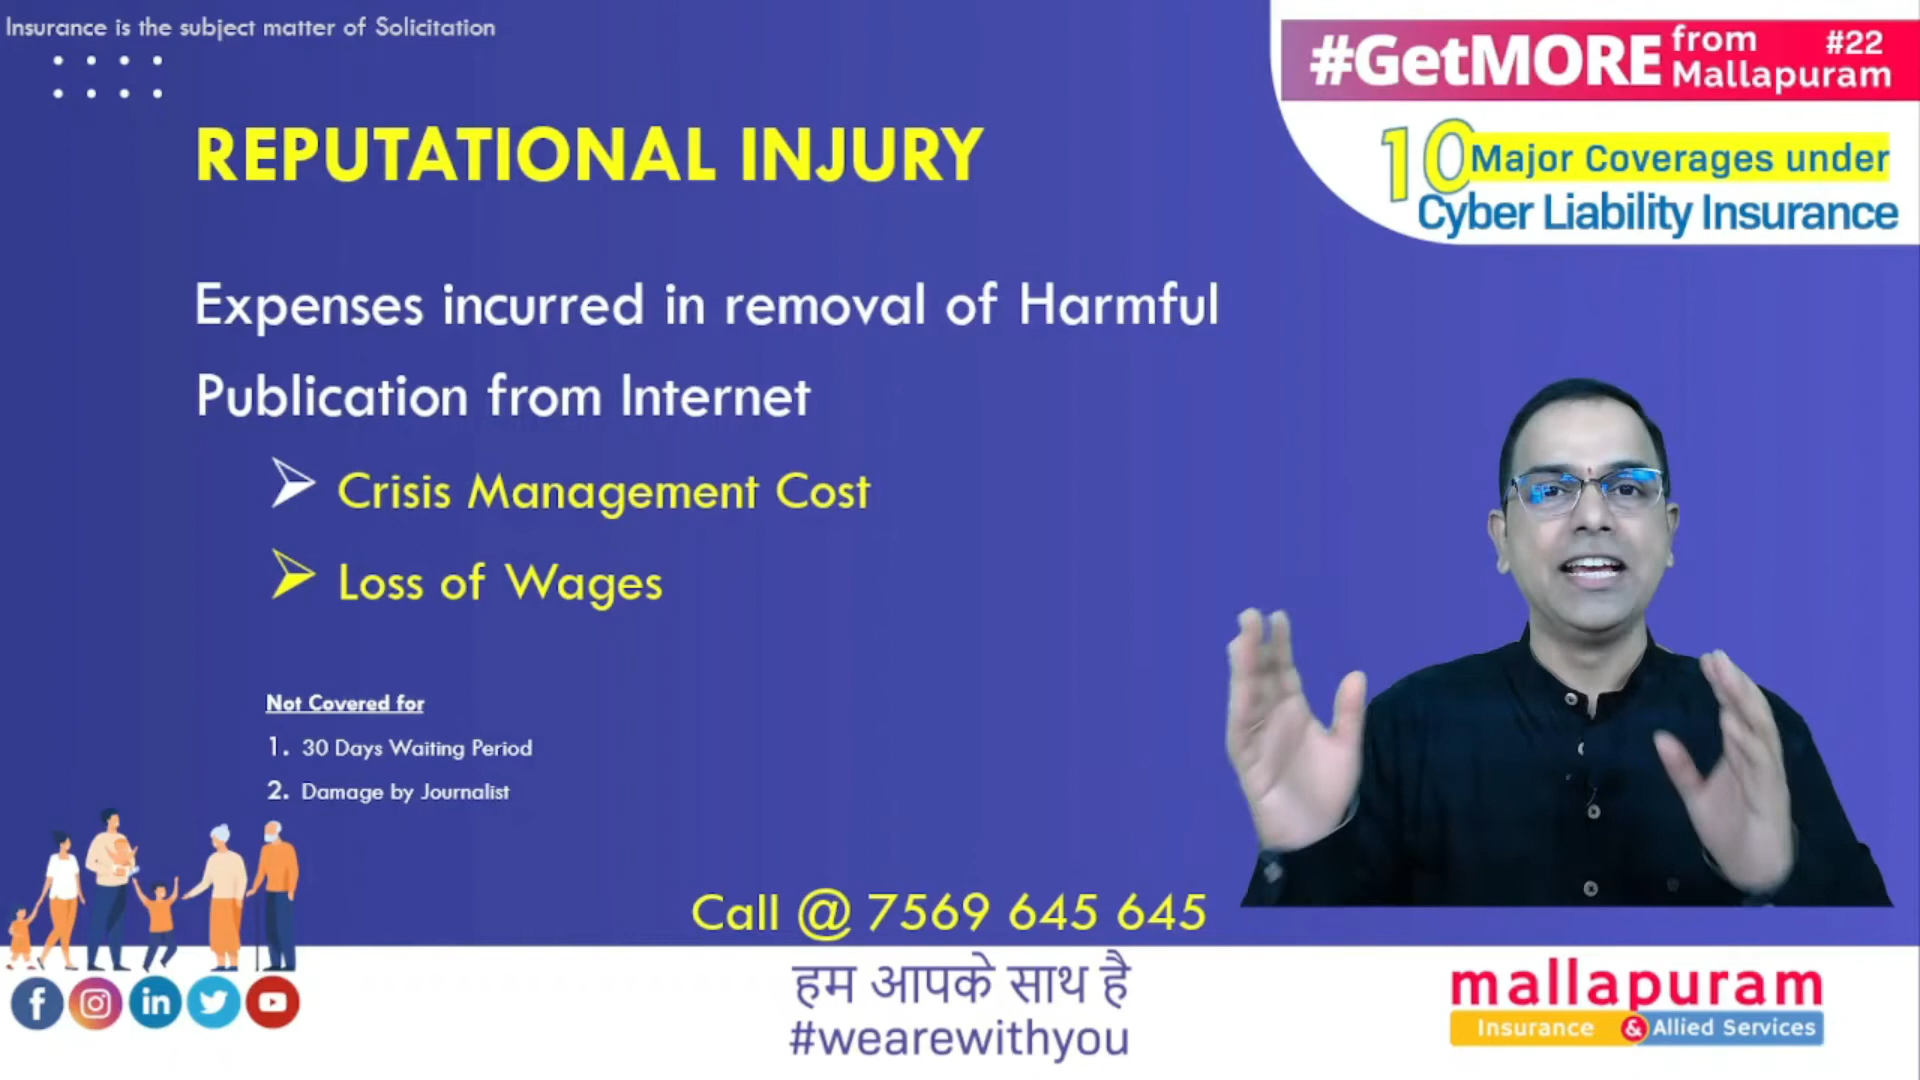 Insurance is the subject matter of Solicitation
#GetMORE from Mallapuram #22
10 Major Coverages under
Cyber Liability Insurance
REPUTATIONAL INJURY
Expenses incurred in removal of Harmful
Publication from Internet
Crisis Management Cost
Loss of Wages
Not Covered for
1. 30 Days Waiting Period
2. Damage by Journalist
Call @ 7569 645 645
हम आपके साथ है
#wearewithyou
mallapuram
Insurance & Allied Services